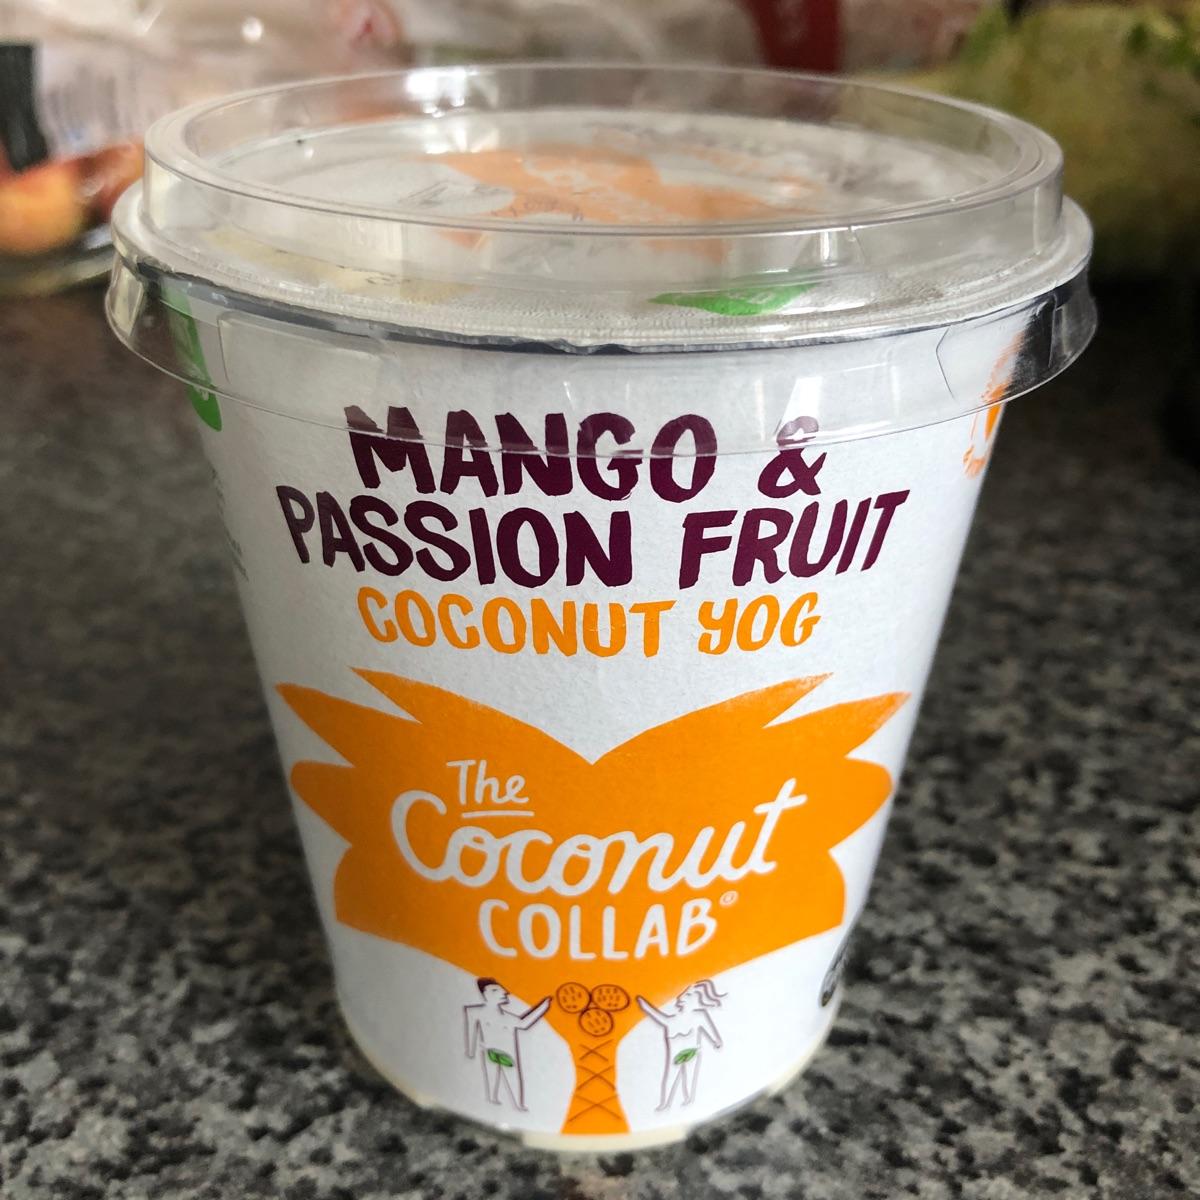 MANGO &
PASSION FRUIT
COCONUT YOG
The
Coconut
COLLAB®